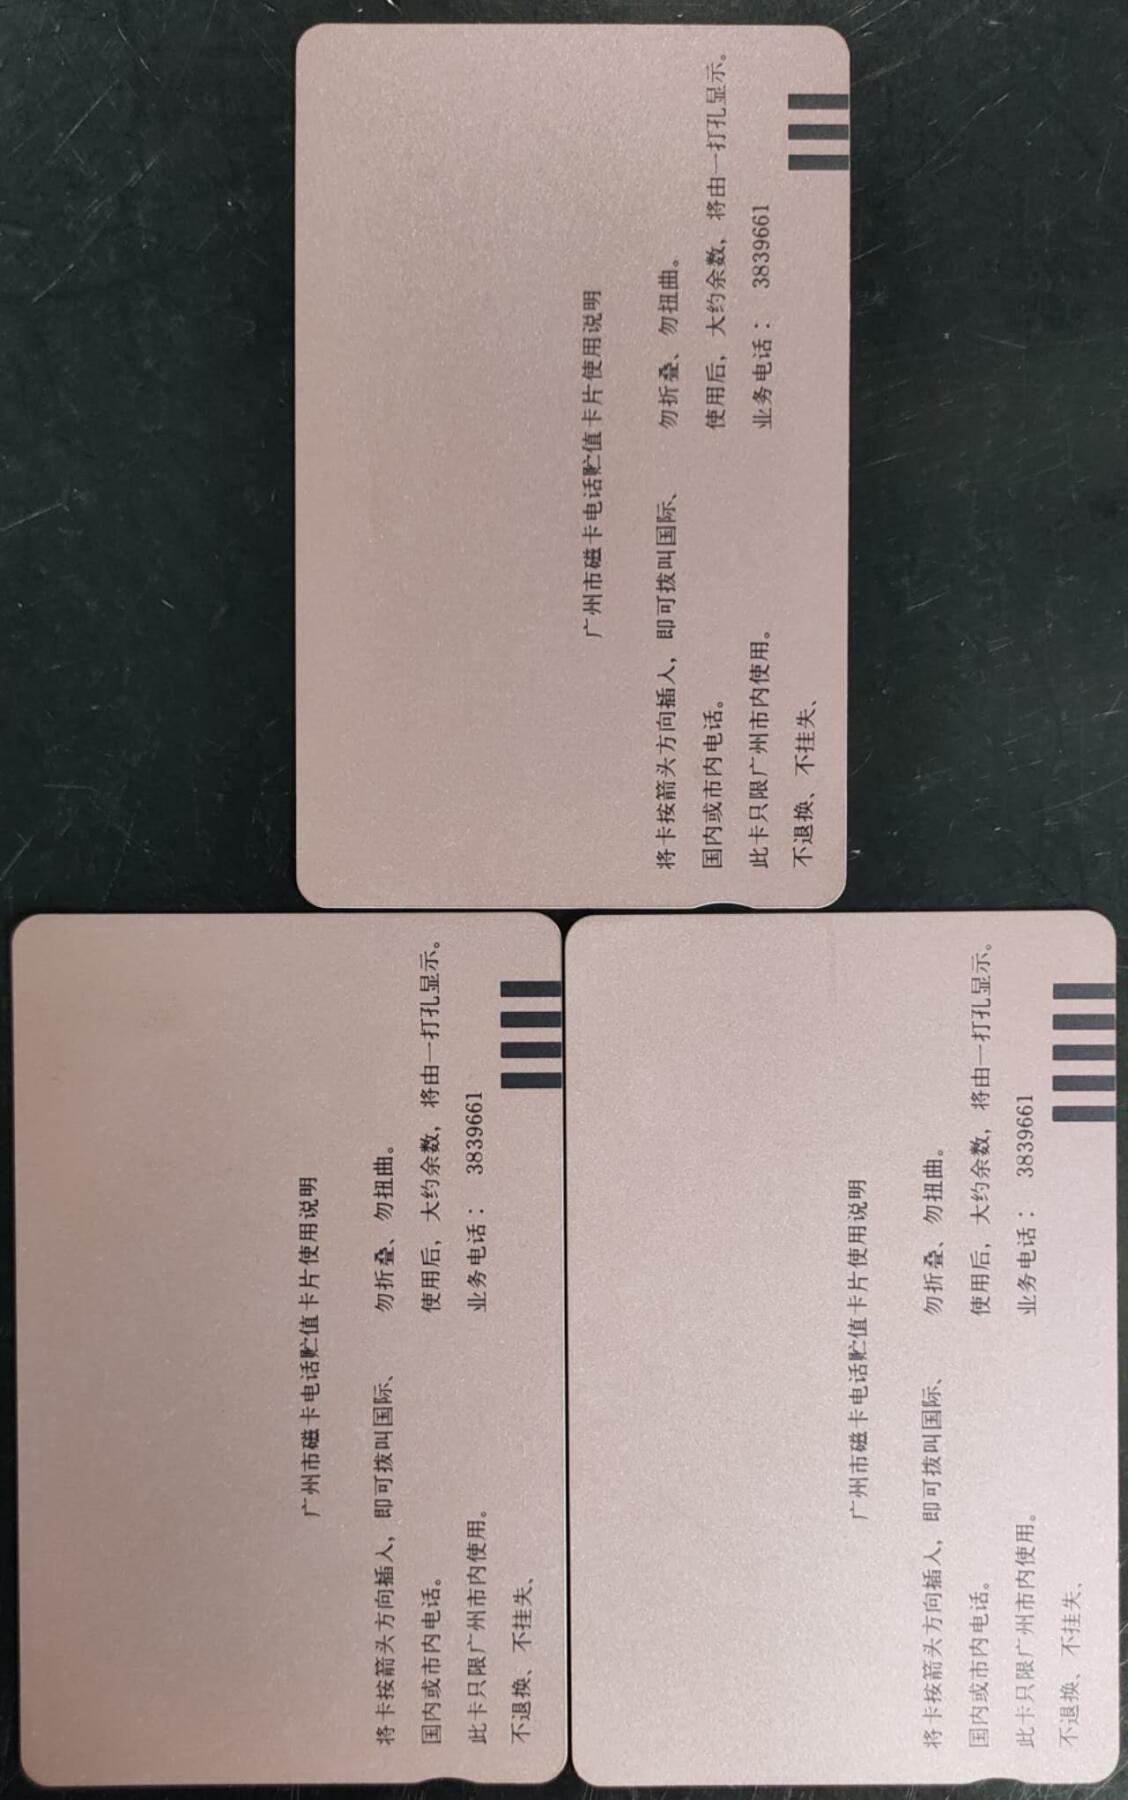 广州市磁卡电话贮值卡片使用说明
将卡按箭头方向插入，即可拨叫国际、
国内或市内电话。
此卡只限广州市内使用。
不退换、不挂失、
勿折叠、勿扭曲。
使用后，大约余数，将由一打孔显示。
业务电话： 3839661
广州市磁卡电话贮值卡片使用说明
将卡按箭头方向插入，即可拨叫国际、
国内或市内电话。
此卡只限广州市内使用。
不退换、不挂失、
勿折叠、勿扭曲。
使用后，大约余数，将由一打孔显示。
业务电话： 3839661
广州市磁卡电话贮值卡片使用说明
将卡按箭头方向插入，即可拨叫国际、
国内或市内电话。
此卡只限广州市内使用。
不退换、不挂失、
勿折叠、勿扭曲。
使用后，大约余数，将由一打孔显示。
业务电话： 3839661